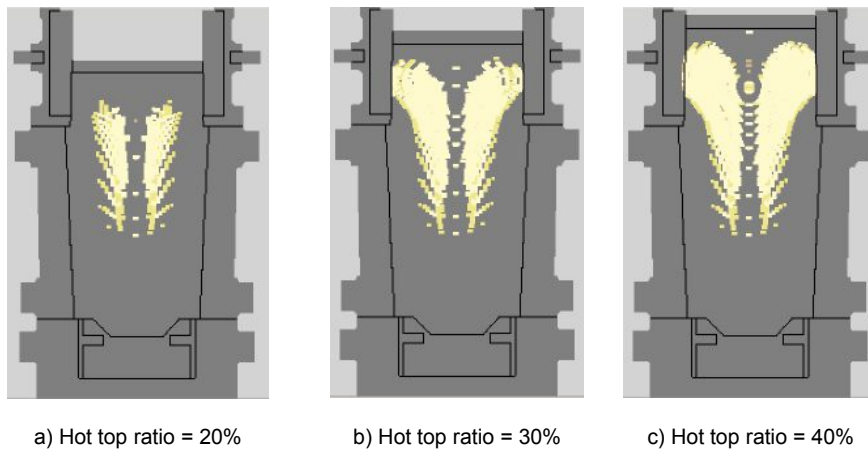 a) Hot top ratio = 20%
b) Hot top ratio = 30%
c) Hot top ratio = 40%